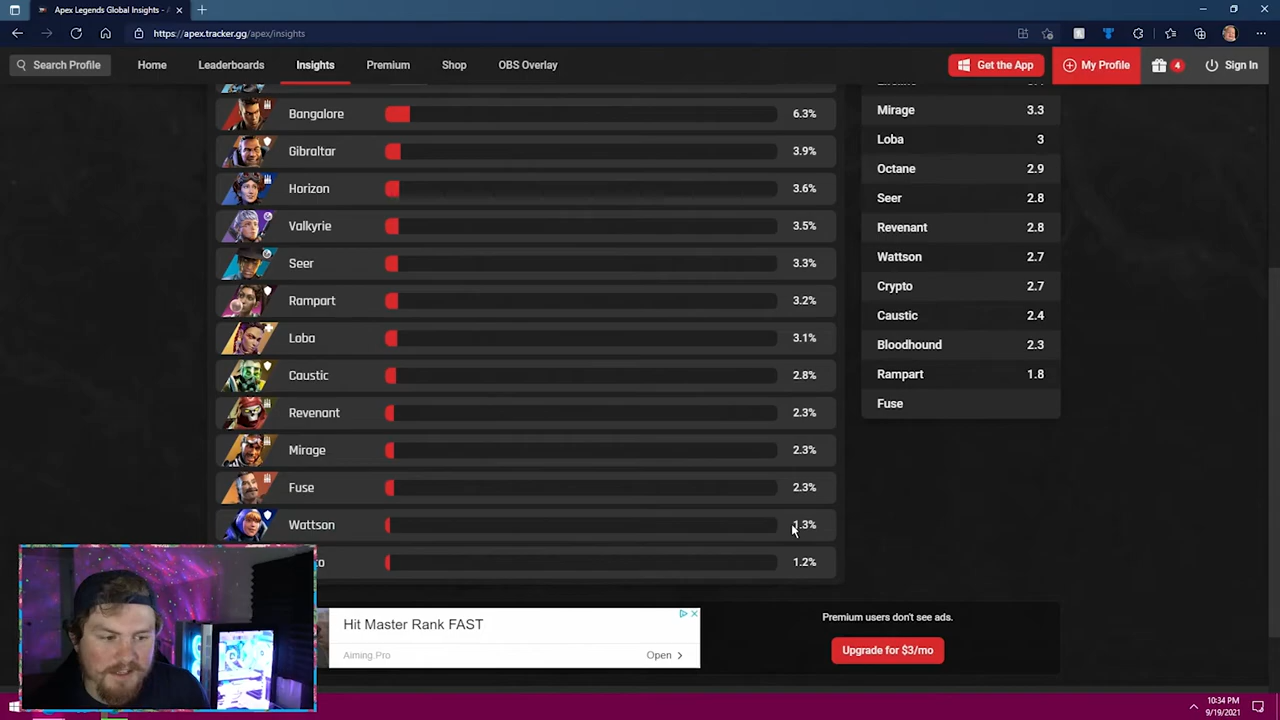 Apex Legends Global Insights -
https://apex.tracker.gg/apex/insights
Search Profile
Home
Leaderboards
Insights
Premium
Shop
OBS Overlay
Get the App
My Profile
4
Sign In
Bangalore 6.3%
Gibraltar 3.9%
Horizon 3.6%
Valkyrie 3.5%
Seer 3.3%
Rampart 3.2%
Loba 3.1%
Caustic 2.8%
Revenant 2.3%
Mirage 2.3%
Fuse 2.3%
Wattson 1.3%
1.2%
Mirage 3.3
Loba 3
Octane 2.9
Seer 2.8
Revenant 2.8
Wattson 2.7
Crypto 2.7
Caustic 2.4
Bloodhound 2.3
Rampart 1.8
Fuse
Hit Master Rank FAST
Aiming Pro
Open
Premium users don't see ads.
Upgrade for $3/mo
10:34 PM
9/19/2021